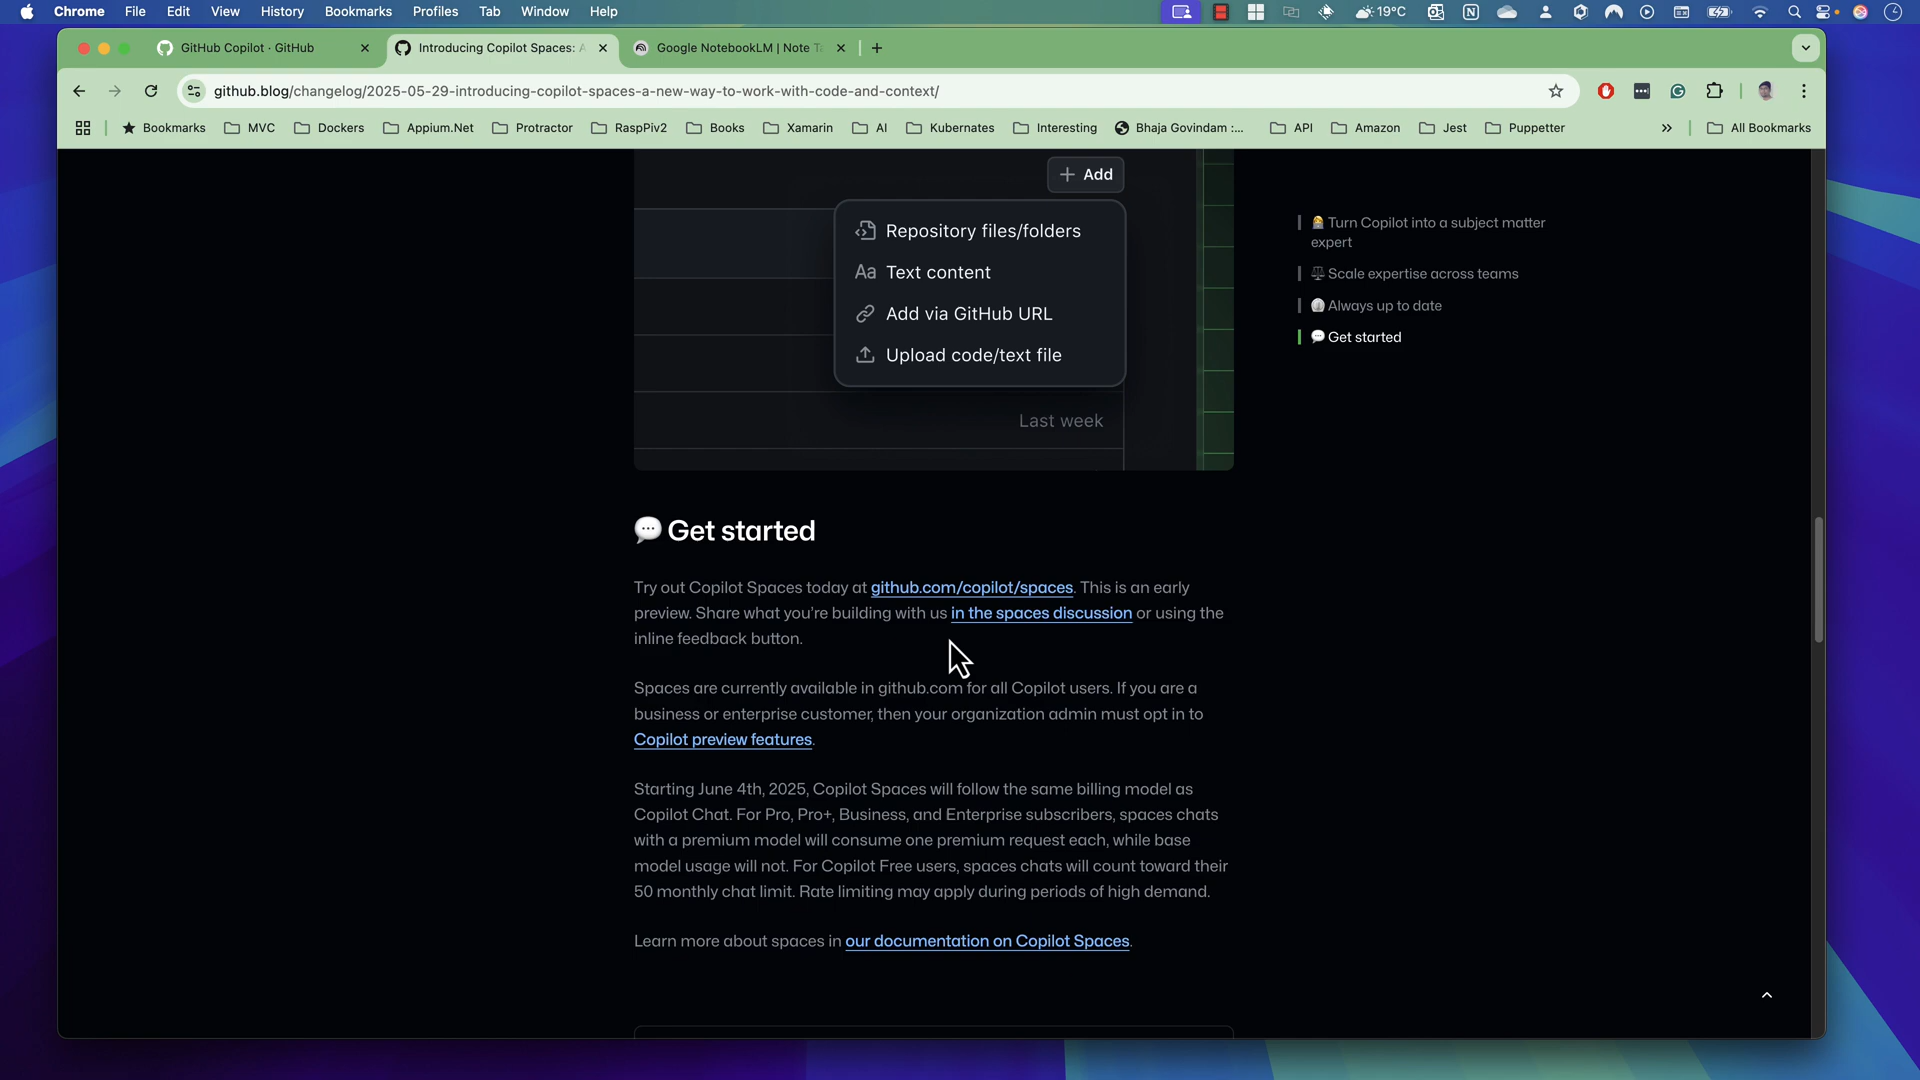 Chrome File Edit View History Bookmarks Profiles Tab Window Help 19°C
GitHub Copilot · GitHub
Introducing Copilot Spaces:
Google NotebookLM | Note T
github.blog/changelog/2025-05-29-introducing-copilot-spaces-a-new-way-to-work-with-code-and-context/
Bookmarks MVC Dockers Appium.Net Protractor RaspPiv2 Books Xamarin AI Kubernates Interesting Bhaja Govindam :... API Amazon Jest Puppetter » All Bookmarks
+ Add
Repository files/folders
Aa Text content
Add via GitHub URL
Upload code/text file
Last week
Turn Copilot into a subject matter
expert
Scale expertise across teams
Always up to date
Get started
Get started
Try out Copilot Spaces today at github.com/copilot/spaces. This is an early
preview. Share what you’re building with us in the spaces discussion or using the
inline feedback button.
Spaces are currently available in github.com for all Copilot users. If you are a
business or enterprise customer, then your organization admin must opt in to
Copilot preview features.
Starting June 4th, 2025, Copilot Spaces will follow the same billing model as
Copilot Chat. For Pro, Pro+, Business, and Enterprise subscribers, spaces chats
with a premium model will consume one premium request each, while base
model usage will not. For Copilot Free users, spaces chats will count toward their
50 monthly chat limit. Rate limiting may apply during periods of high demand.
Learn more about spaces in our documentation on Copilot Spaces.